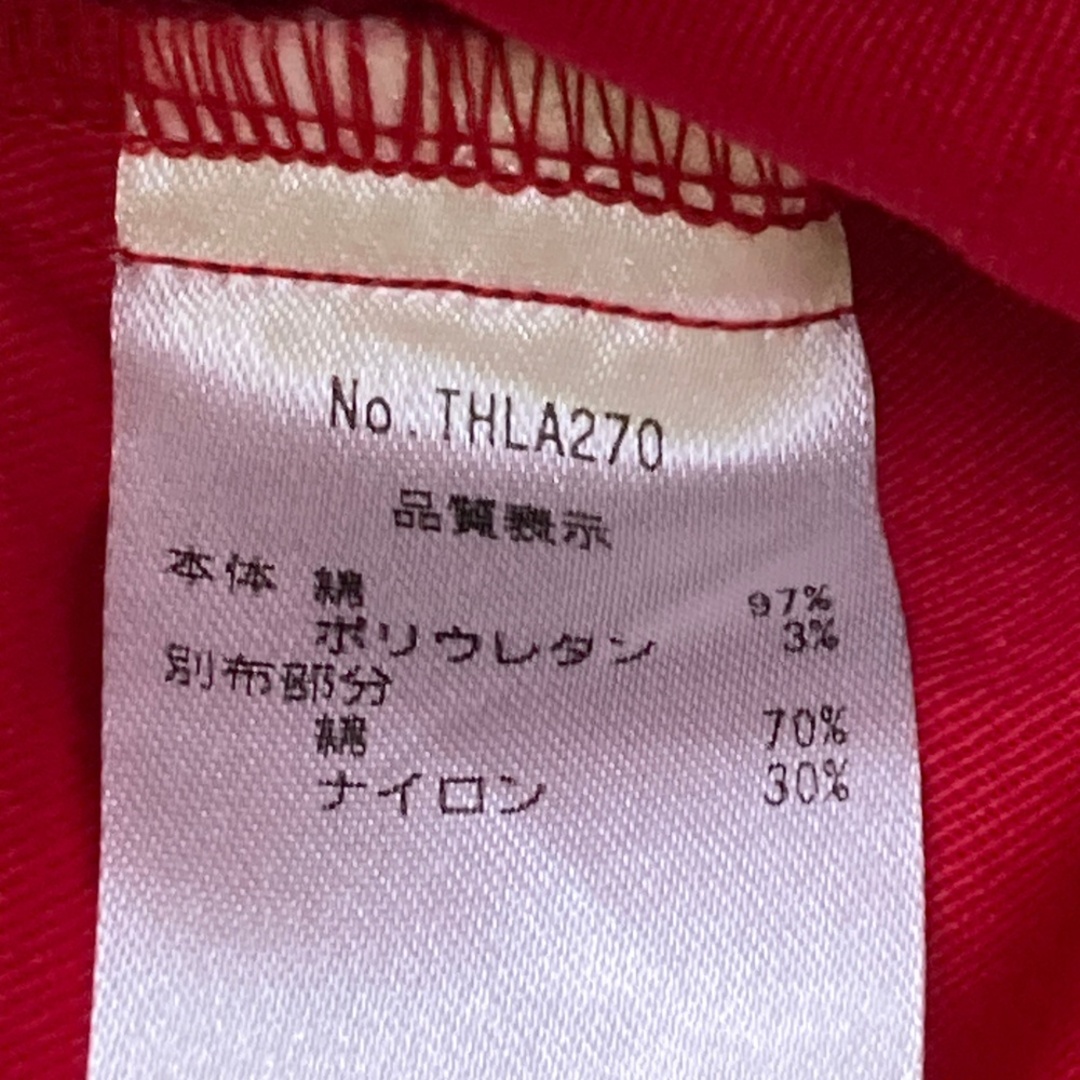 No.THLA270
品質表示
本体 綿 97%
ポリウレタン 3%
別布部分
綿 70%
ナイロン 30%